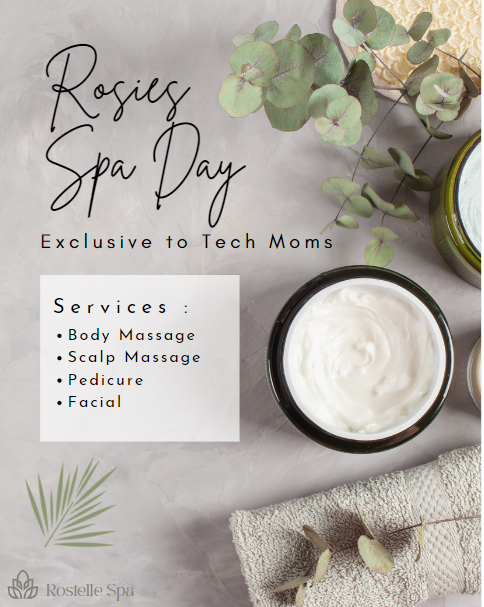 Rosies
Spa Day
Exclusive to Tech Moms
Services :
• Body Massage
• Scalp Massage
• Pedicure
• Facial
Rostelle Spa